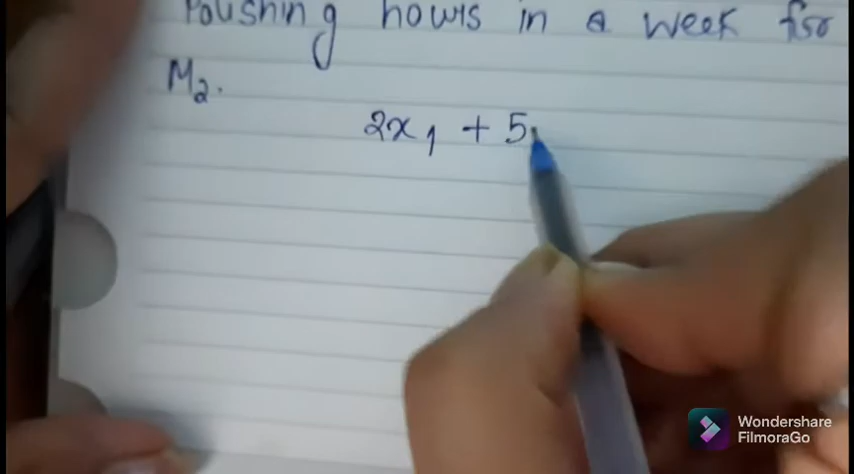 Polishing hours in a week for
M₂.
2x₁ + 5
Wondershare
FilmoraGo